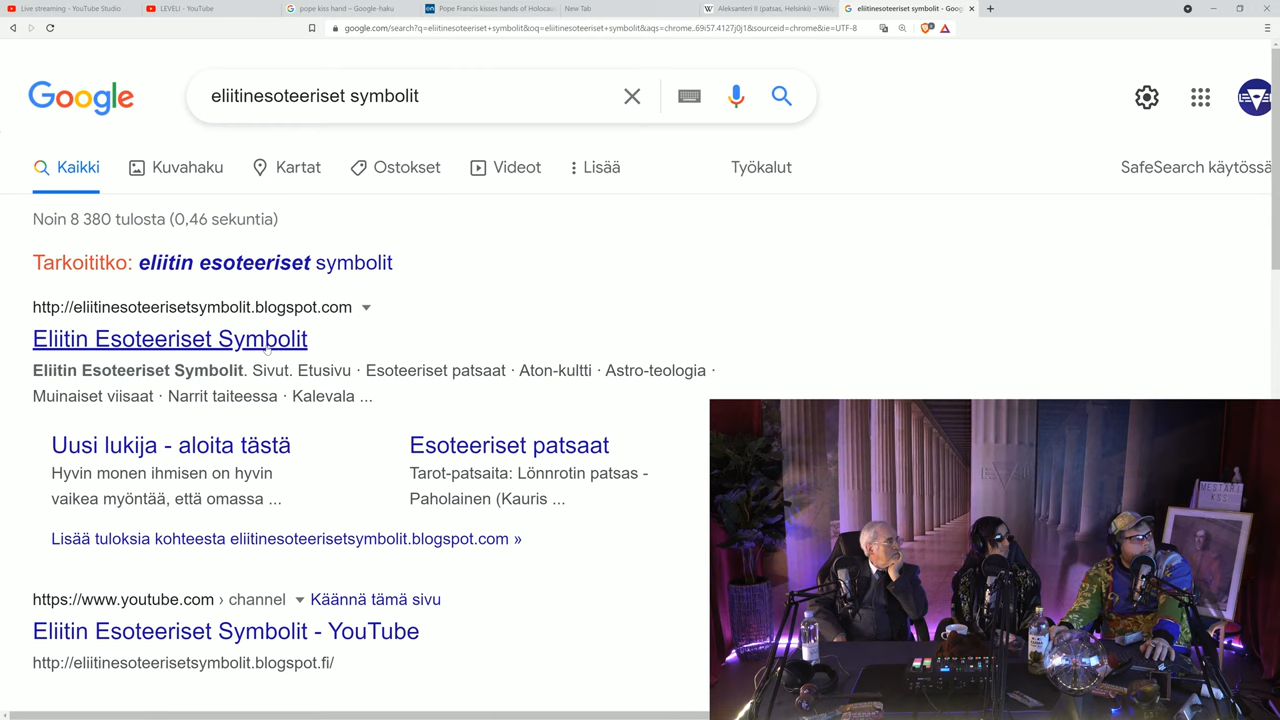 Live streaming - YouTube Studio
LEVELI - YouTube
pope kiss hand – Google-haku
Pope Francis kisses hands of Holocau
New Tab
Aleksanteri II (patsas, Helsinki) – Wiki
eliitinesoteeriset symbolit - Goog
google.com/search?q=eliitinesoteeriset+symbolit&oq=eliitinesoteeriset+symbolit&aqs=chrome..69i57.4127j0j1&sourceid=chrome&ie=UTF-8
Google
eliitinesoteeriset symbolit
Kaikki
Kuvahaku
Kartat
Ostokset
Videot
Lisää
Työkalut
SafeSearch käytössä
Noin 8 380 tulosta (0,46 sekuntia)
Tarkoititko: eliitin esoteeriset symbolit
http://eliitinesoteerisetsymbolit.blogspot.com
Eliitin Esoteeriset Symbolit
Eliitin Esoteeriset Symbolit. Sivut. Etusivu · Esoteeriset patsaat · Aton-kultti · Astro-teologia ·
Muinaiset viisaat · Narrit taiteessa · Kalevala ...
Uusi lukija - aloita tästä
Hyvin monen ihmisen on hyvin
vaikea myöntää, että omassa ...
Esoteeriset patsaat
Tarot-patsaita: Lönnrotin patsas -
Paholainen (Kauris ...
Lisää tuloksia kohteesta eliitinesoteerisetsymbolit.blogspot.com »
https://www.youtube.com › channel
Käännä tämä sivu
Eliitin Esoteeriset Symbolit - YouTube
http://eliitinesoteerisetsymbolit.blogspot.fi/
MESTARI
KSS!